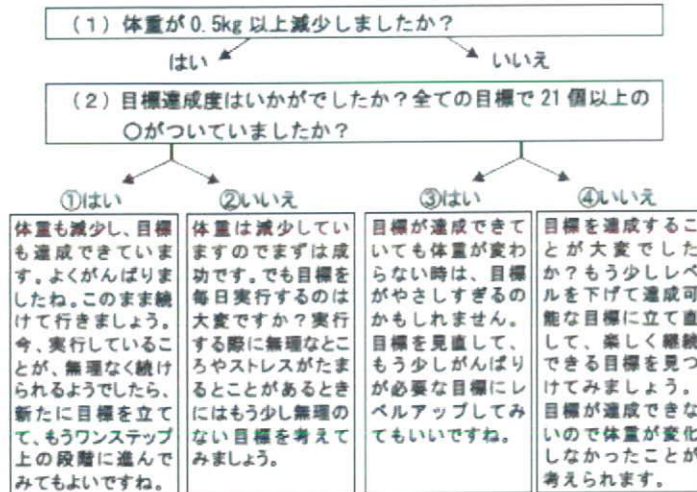 （１）体重が0.5kg以上減少しましたか？
はい
いいえ
（２）目標達成度はいかがでしたか？全ての目標で21個以上の
〇がついていましたか？
①はい
②いいえ
③はい
④いいえ
体重も減少し、目標
も達成できていま
す。よくがんばりま
したね。このまま続
けて行きましょう。
今、実行しているこ
とが、無理なく続け
られるようでしたら、
新たに目標を立て
て、もうワンステップ
上の段階に進んで
みてもよいですね。
体重は減少してい
ますのでまずは成
功です。でも目標を
毎日実行するのは
大変ですか？実行
する際に無理なとこ
ろやストレスがたま
るとことがあるとき
にはもう少し無理の
ない目標を考えて
みましょう。
目標が達成できて
いても体重が変わ
らない時は、目標
がやさしすぎるの
かもしれません。
目標を見直して、
もう少しがんばり
が必要な目標にレ
ベルアップしてみ
てもいいですね。
目標を達成するこ
とが大変でした
か？もう少しレベ
ルを下げて達成可
能な目標に立て直
して、楽しく継続
できる目標を見つ
けてみましょう。
目標が達成できな
いので体重が変化
しなかったことが
考えられます。